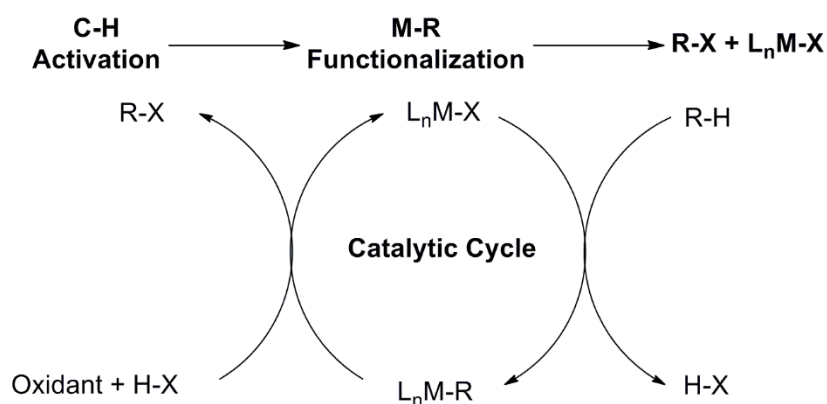 C-H
Activation
M-R
Functionalization
R-X + LₙM-X
R-X
LₙM-X
R-H
Catalytic Cycle
Oxidant + H-X
LₙM-R
H-X